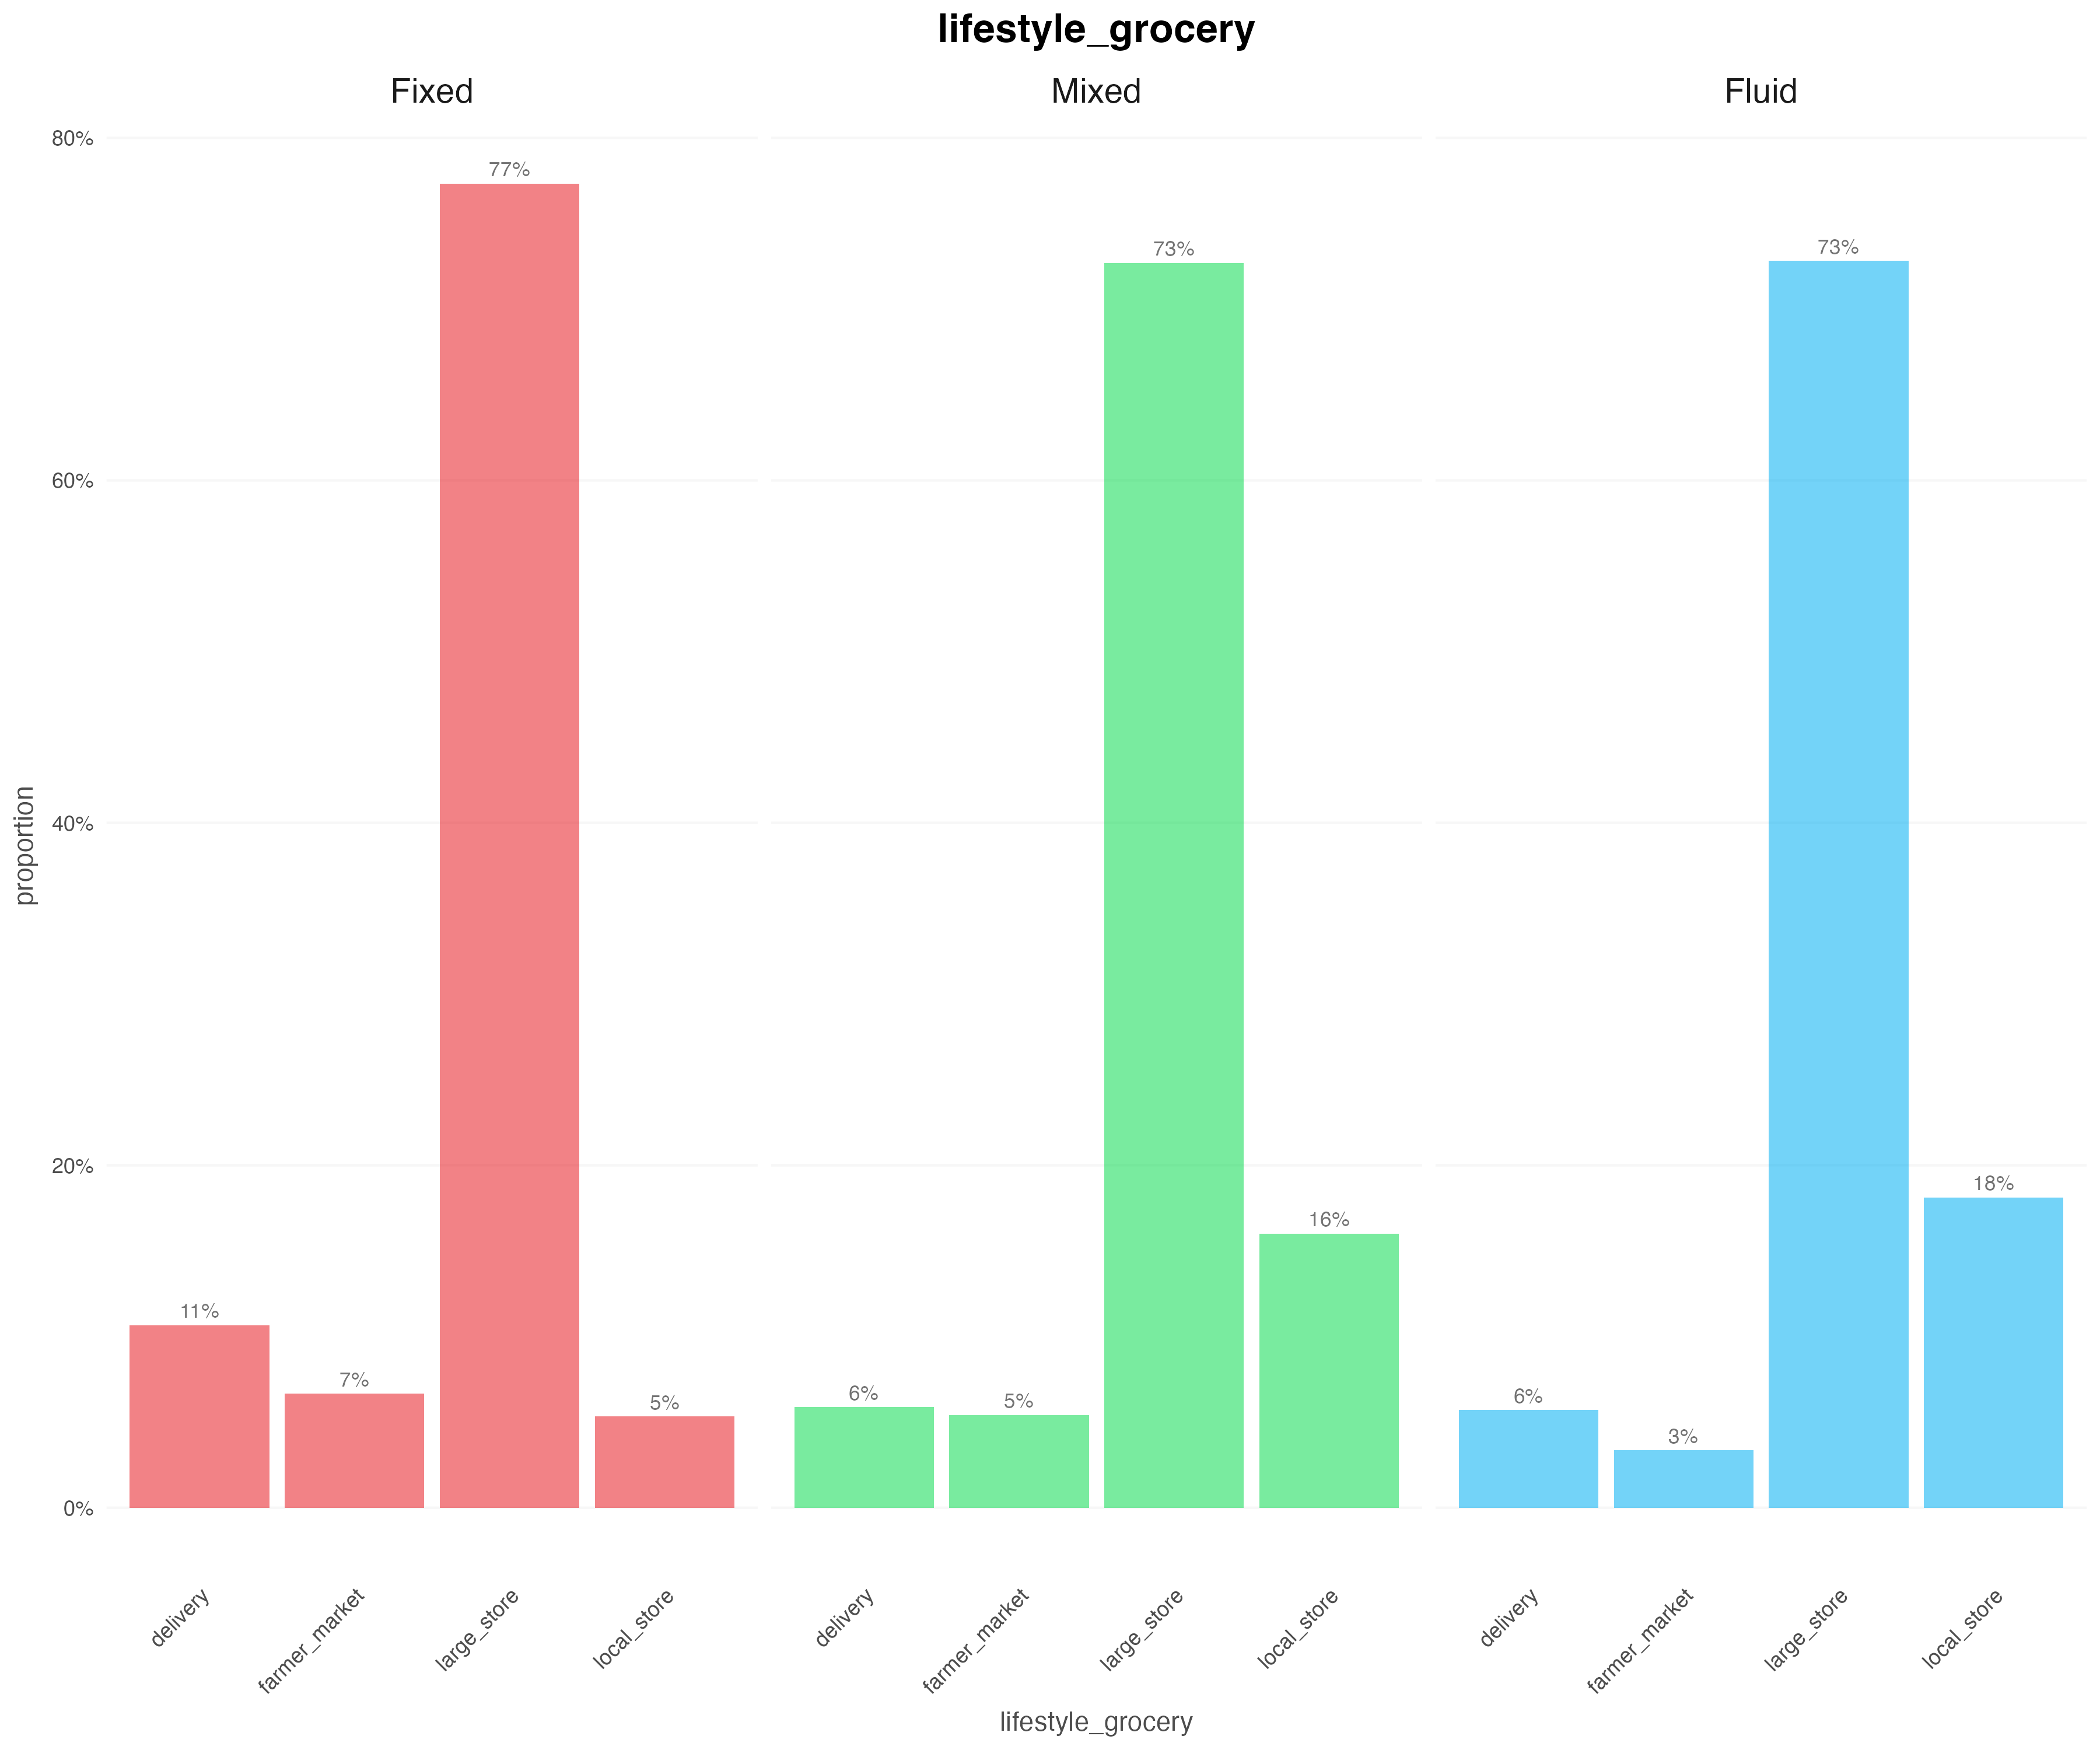 lifestyle_grocery
Fixed
Mixed
Fluid
80%
60%
40%
20%
0%
proportion
11%
7%
77%
5%
6%
5%
73%
16%
6%
3%
73%
18%
delivery
farmer_market
large_store
local_store
delivery
farmer_market
large_store
local_store
delivery
farmer_market
large_store
local_store
lifestyle_grocery